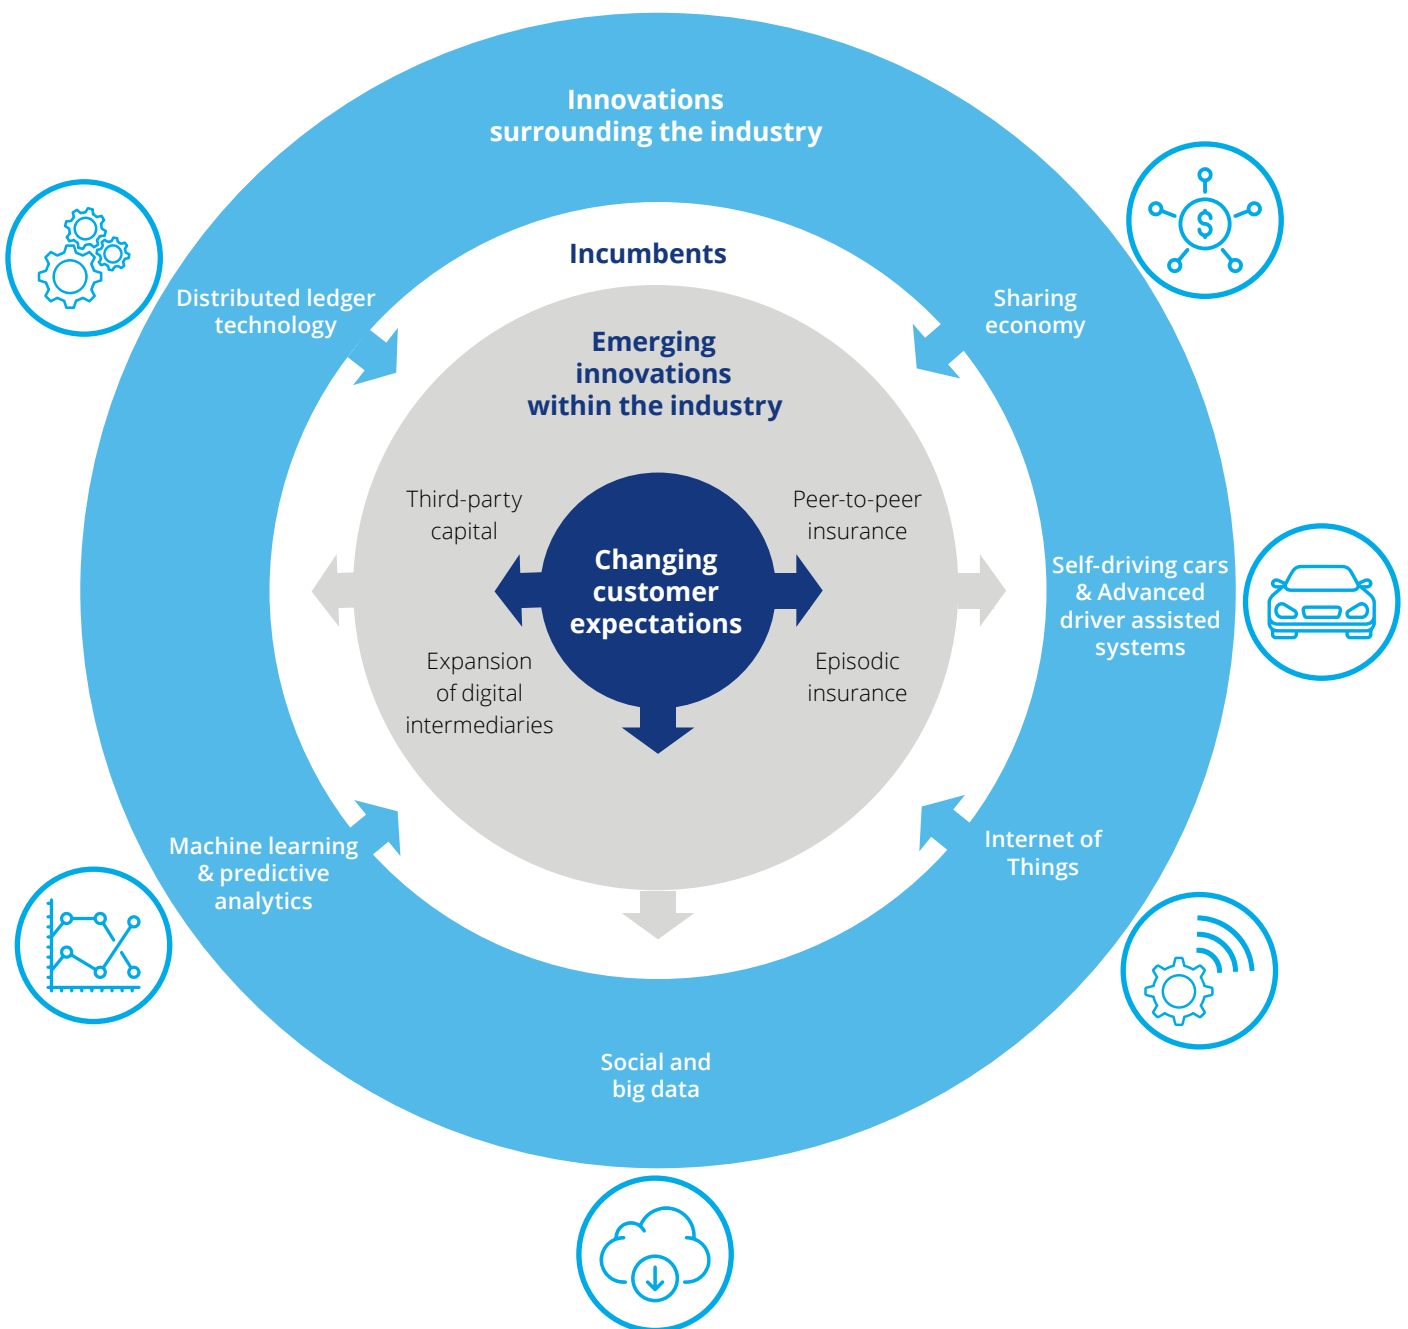 Innovations
surrounding the industry
Incumbents
Distributed ledger
technology
Sharing
economy
Emerging
innovations
within the industry
Third-party
capital
Peer-to-peer
insurance
Changing
customer
expectations
Self-driving cars
& Advanced
driver assisted
systems
Expansion
of digital
intermediaries
Episodic
insurance
Machine learning
& predictive
analytics
Internet of
Things
Social and
big data
$